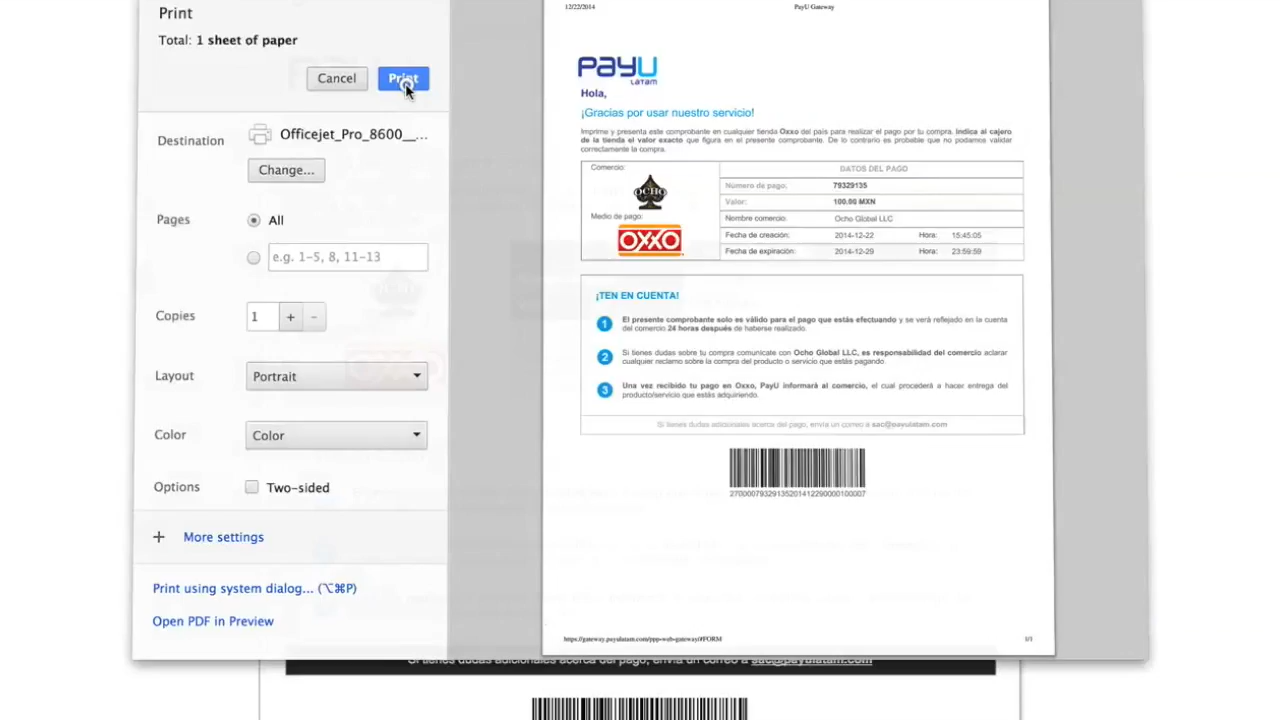 Print
Total: 1 sheet of paper
Cancel
Print
Destination
Officejet_Pro_8600__...
Change...
Pages
All
e.g. 1-5, 8, 11-13
Copies
1
+
-
Layout
Portrait
Color
Color
Options
Two-sided
+ More settings
Print using system dialog... (⌥⌘P)
Open PDF in Preview
12/22/2014
PayU Gateway
PayU
LATAM
Hola,
¡Gracias por usar nuestro servicio!
Imprime y presenta este comprobante en cualquier tienda Oxxo del país para realizar el pago por tu compra, indica al cajero
de la tienda el valor exacto que figura en el presente comprobante. De lo contrario es probable que no podamos validar
correctamente la compra.
Comercio:
OCHO
Medio de pago:
OXXO
DATOS DEL PAGO
Número de pago: 79329135
Valor: 100.00 MXN
Nombre comercio: Ocho Global LLC
Fecha de creación: 2014-12-22 Hora: 15:45:05
Fecha de expiración: 2014-12-29 Hora: 23:59:59
¡TEN EN CUENTA!
1 El presente comprobante solo es válido para el pago que estás efectuando y se verá reflejado en la cuenta
del comercio 24 horas después de haberse realizado.
2 Si tienes dudas sobre tu compra comunícate con Ocho Global LLC, es responsabilidad del comercio aclarar
cualquier reclamo sobre la compra del producto o servicio que estás pagando.
3 Una vez recibido tu pago en Oxxo, PayU informará al comercio, el cual procederá a hacer entrega del
producto/servicio que estás adquiriendo.
Si tienes dudas adicionales acerca del pago, envía un correo a sac@payulatam.com
https://gateway.payulatam.com/ppp-web-gateway/#FORM
1/1
Si tienes dudas adicionales acerca del pago, envía un correo a sac@payulatam.com